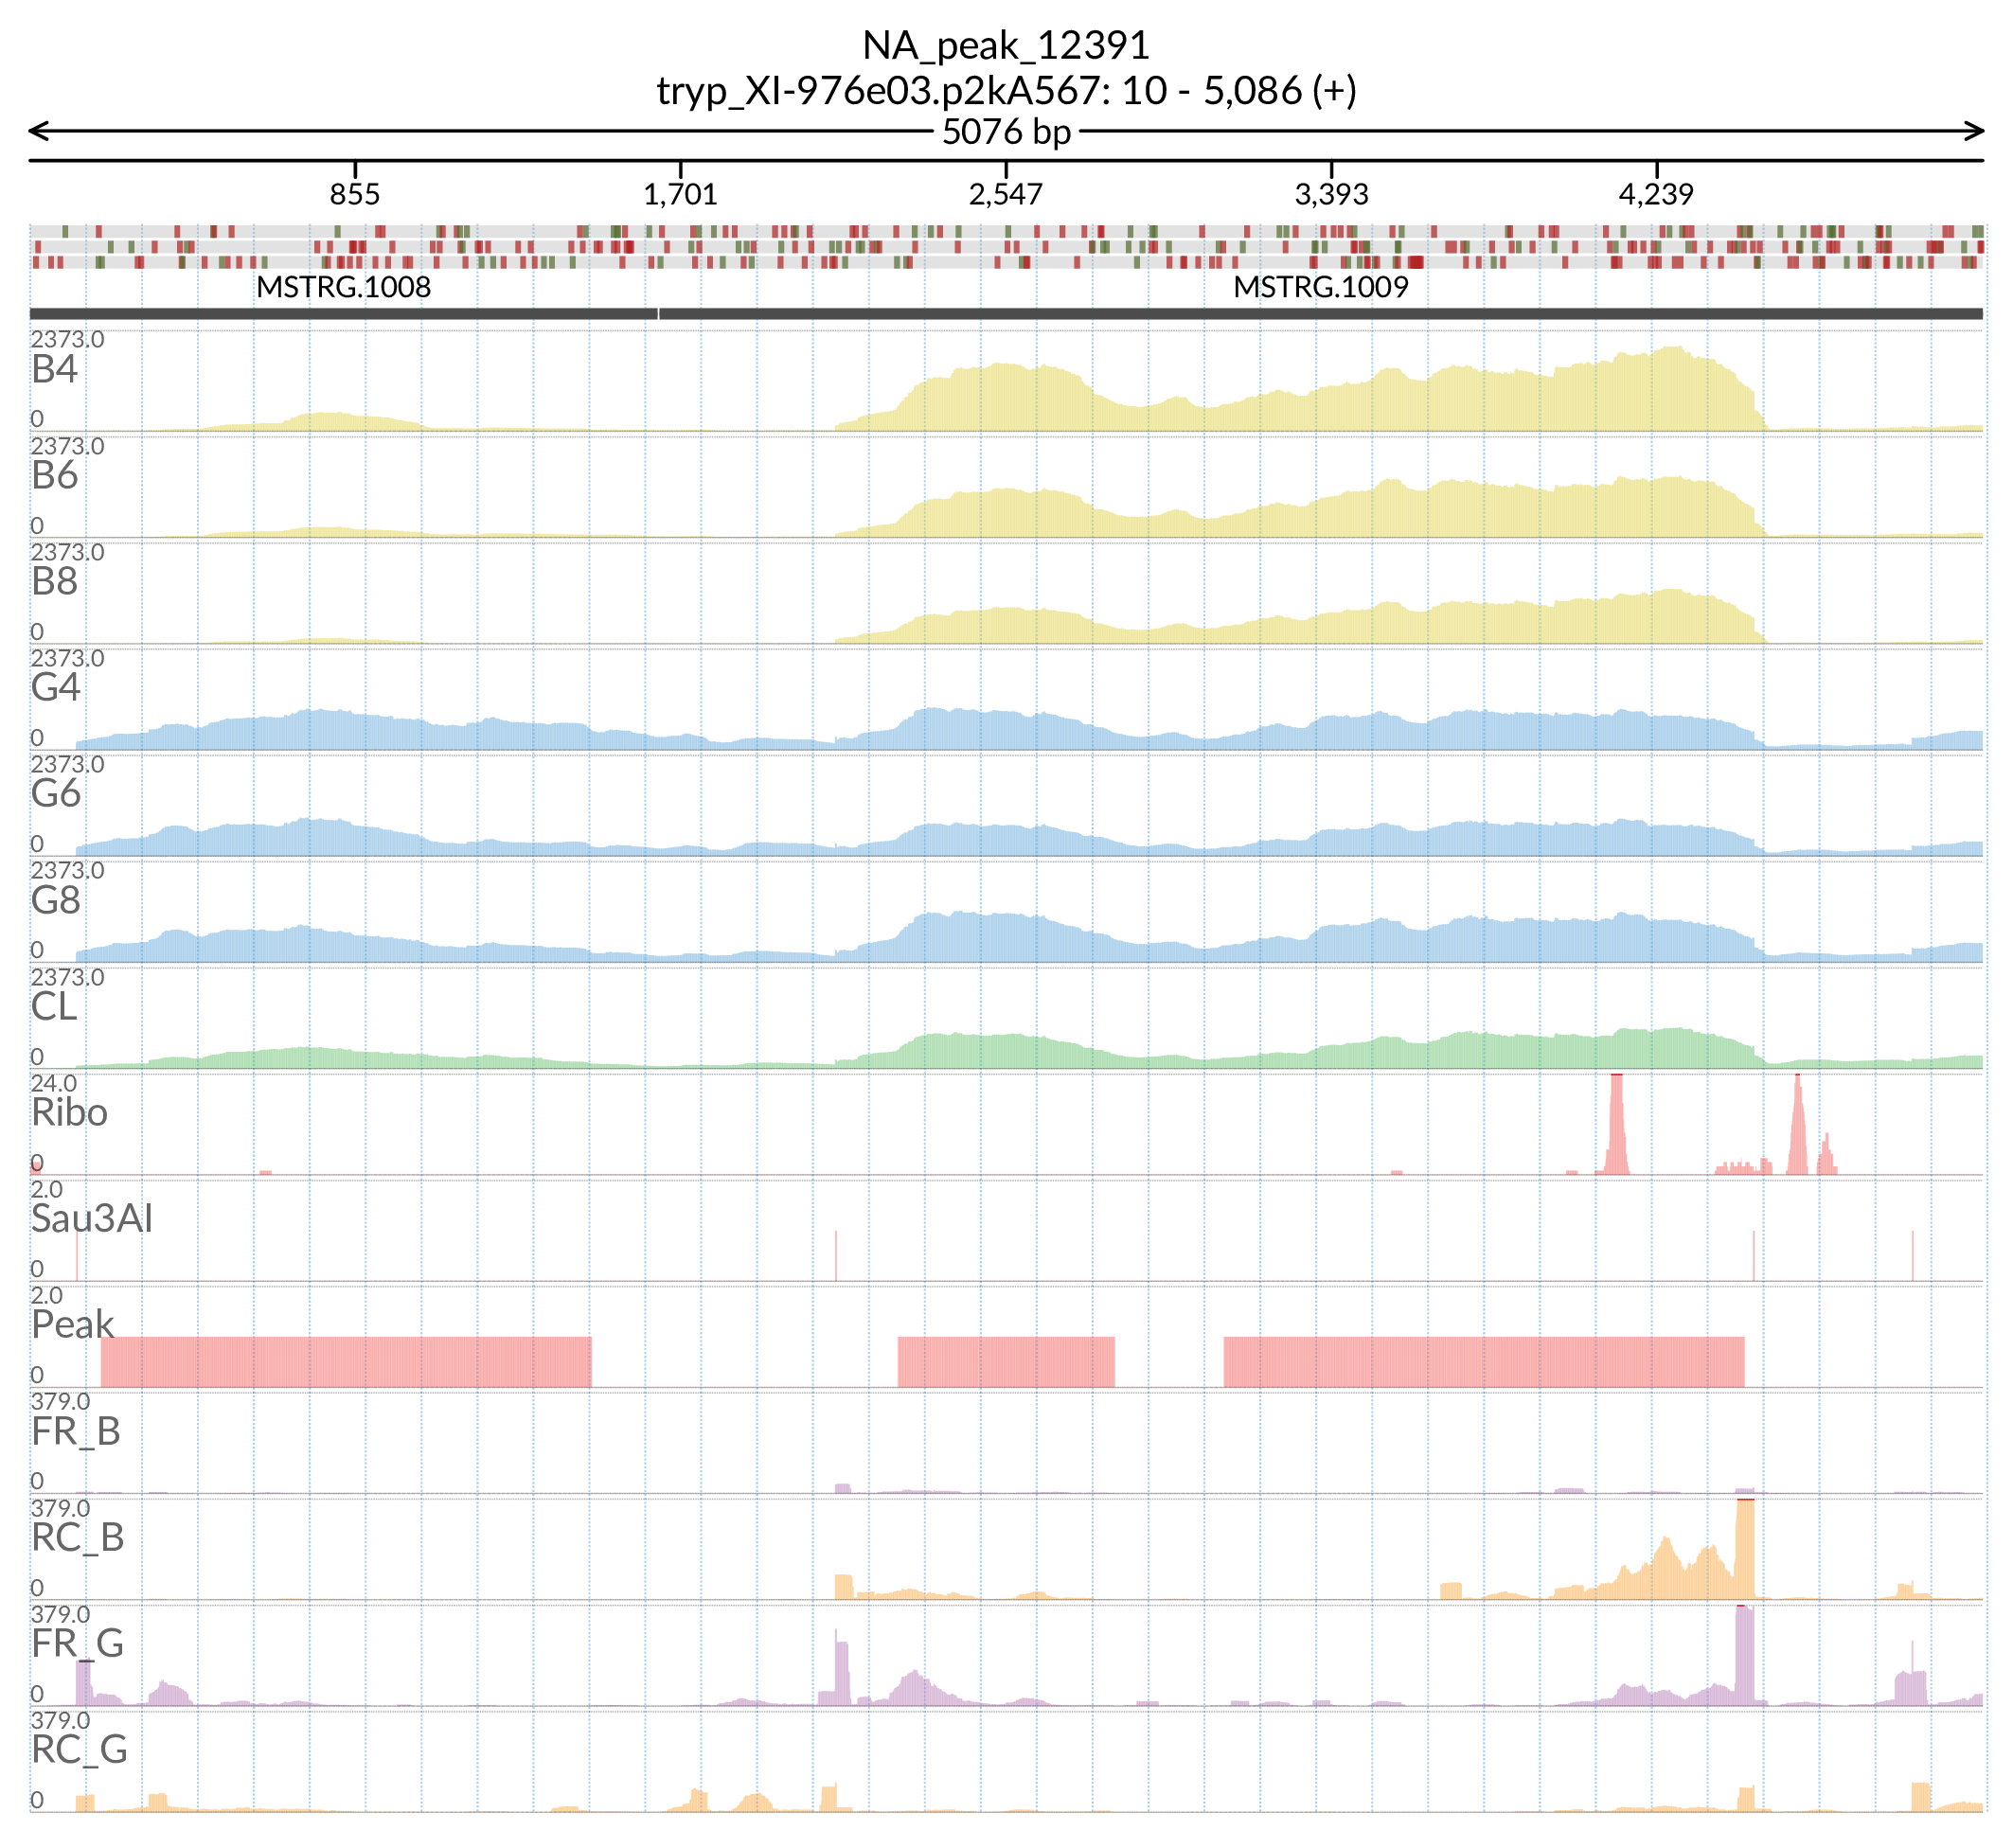 NA_peak_12391
tryp_XI-976e03.p2kA567: 10 - 5,086 (+)
5076 bp
855 1,701 2,547 3,393 4,239
MSTRG.1008 MSTRG.1009
2373.0
B4
0
2373.0
B6
0
2373.0
B8
0
2373.0
G4
0
2373.0
G6
0
2373.0
G8
0
2373.0
CL
0
24.0
Ribo
0
2.0
Sau3AI
0
2.0
Peak
0
379.0
FR_B
0
379.0
RC_B
0
379.0
FR_G
0
379.0
RC_G
0